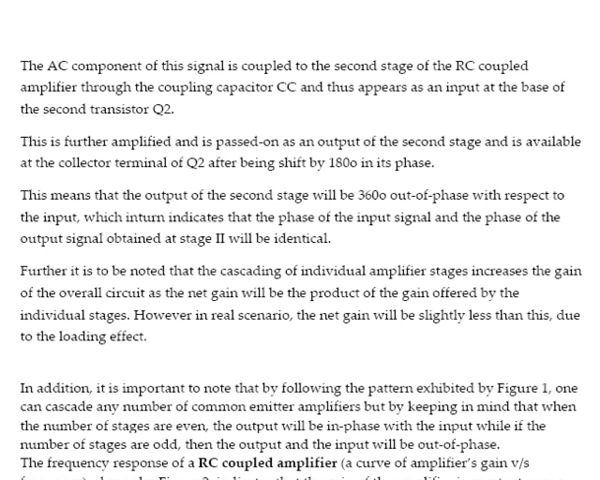 The AC component of this signal is coupled to the second stage of the RC coupled
amplifier through the coupling capacitor CC and thus appears as an input at the base of
the second transistor Q2.
This is further amplified and is passed-on as an output of the second stage and is available
at the collector terminal of Q2 after being shift by 180o in its phase.
This means that the output of the second stage will be 360o out-of-phase with respect to
the input, which inturn indicates that the phase of the input signal and the phase of the
output signal obtained at stage II will be identical.
Further it is to be noted that the cascading of individual amplifier stages increases the gain
of the overall circuit as the net gain will be the product of the gain offered by the
individual stages. However in real scenario, the net gain will be slightly less than this, due
to the loading effect.
In addition, it is important to note that by following the pattern exhibited by Figure 1, one
can cascade any number of common emitter amplifiers but by keeping in mind that when
the number of stages are even, the output will be in-phase with the input while if the
number of stages are odd, then the output and the input will be out-of-phase.
The frequency response of a RC coupled amplifier (a curve of amplifier's gain v/s